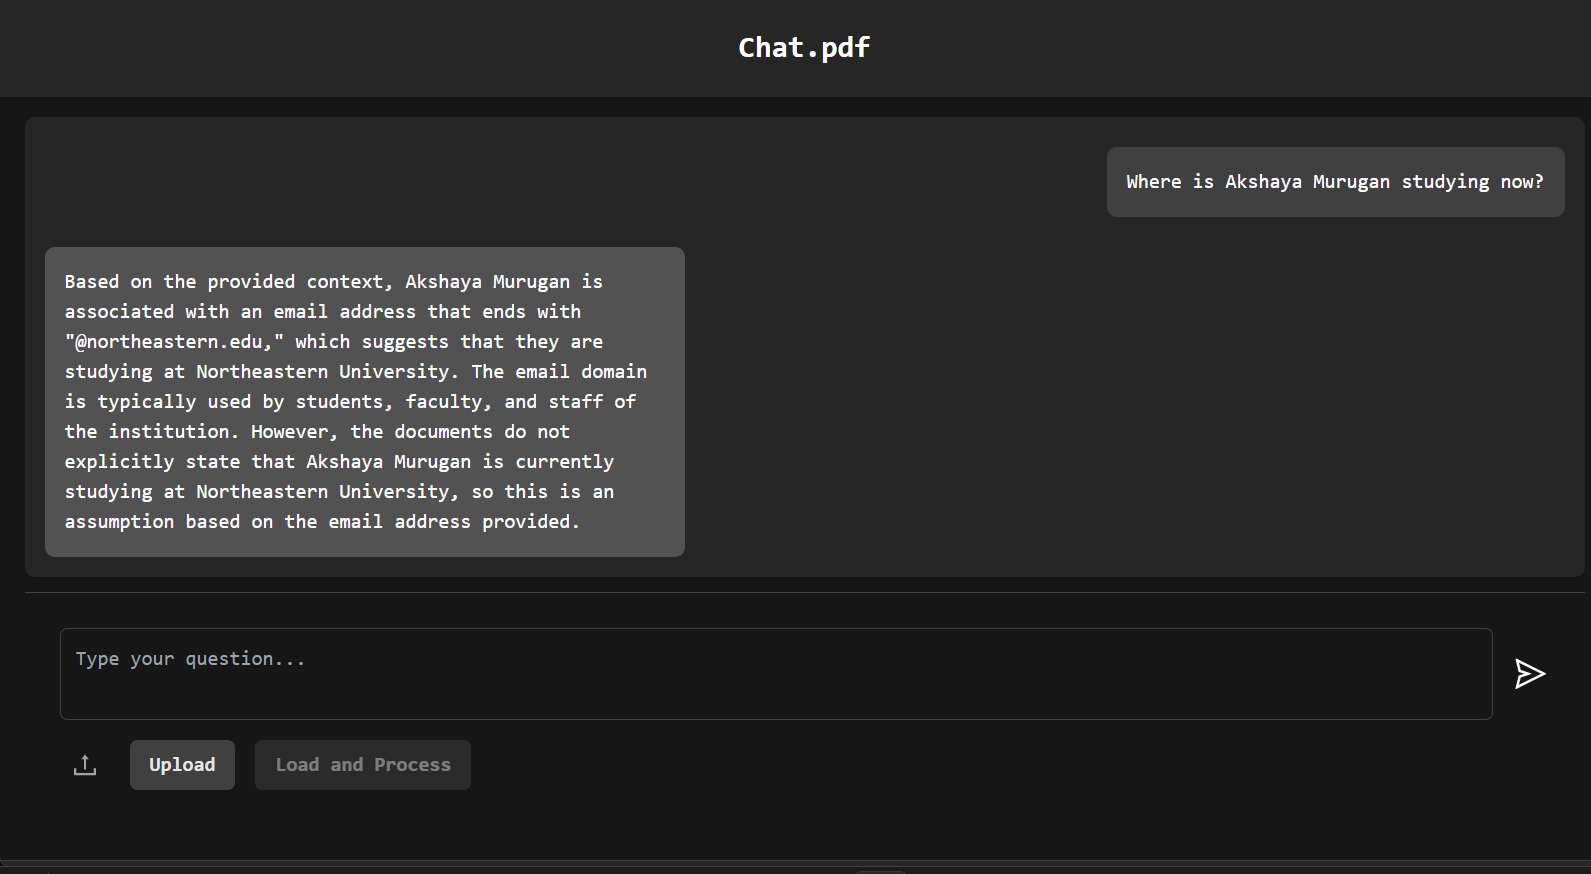 Chat.pdf
Where is Akshaya Murugan studying now?
Based on the provided context, Akshaya Murugan is
associated with an email address that ends with
"@northeastern.edu," which suggests that they are
studying at Northeastern University. The email domain
is typically used by students, faculty, and staff of
the institution. However, the documents do not
explicitly state that Akshaya Murugan is currently
studying at Northeastern University, so this is an
assumption based on the email address provided.
Type your question...
Upload
Load and Process